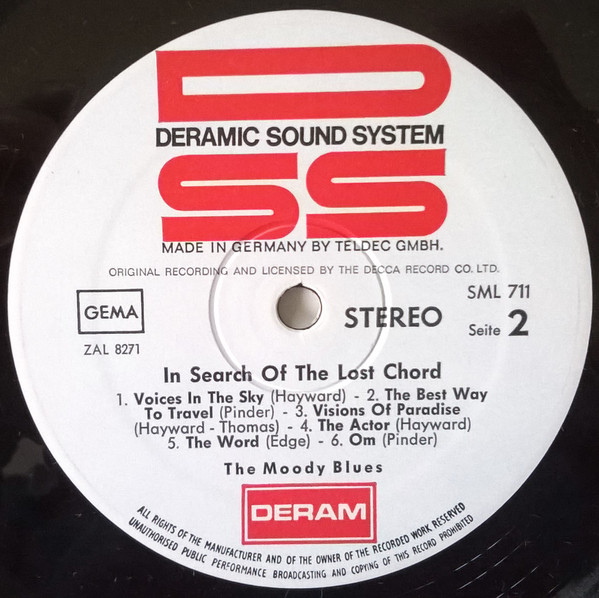 DSS
DERAMIC SOUND SYSTEM
MADE IN GERMANY BY TELDEC GMBH.
ORIGINAL RECORDING AND LICENSED BY THE DECCA RECORD CO. LTD.
GEMA
ZAL 8271
STEREO
SML 711
Seite 2
In Search Of The Lost Chord
1. Voices In The Sky (Hayward) - 2. The Best Way
To Travel (Pinder) - 3. Visions Of Paradise
(Hayward - Thomas) - 4. The Actor (Hayward)
5. The Word (Edge) - 6. Om (Pinder)
The Moody Blues
DERAM
ALL RIGHTS OF THE MANUFACTURER AND OF THE OWNER OF THE RECORDED WORK RESERVED
UNAUTHORISED PUBLIC PERFORMANCE BROADCASTING AND COPYING OF THIS RECORD PROHIBITED